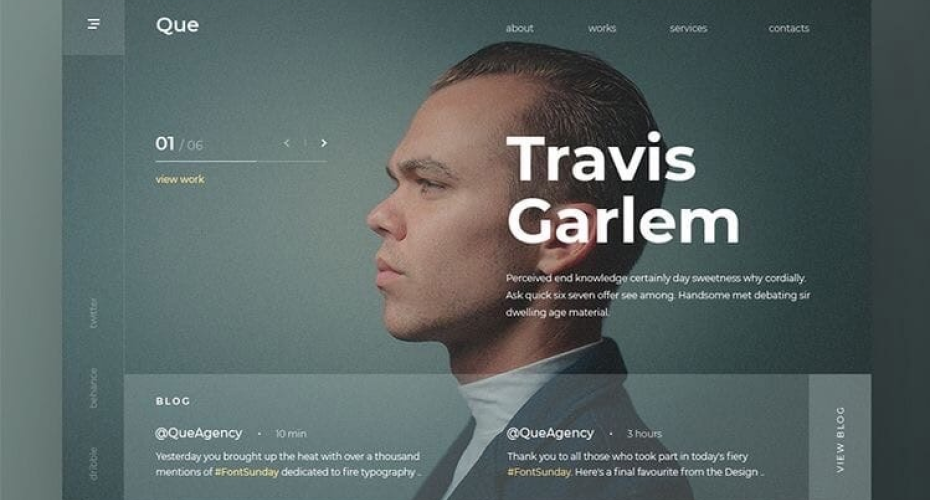 Que
about works services contacts
01 / 06
view work
Travis
Garlem
Perceived end knowledge certainly day sweetness why cordially.
Ask quick six seven offer see among. Handsome met debating sir
dwelling age material.
twitter
behance
dribble
BLOG
@QueAgency • 10 min
Yesterday you brought up the heat with over a thousand
mentions of #FontSunday dedicated to fire typography ..
@QueAgency • 3 hours
Thank you to all those who took part in today's fiery
#FontSunday. Here's a final favourite from the Design ..
VIEW BLOG